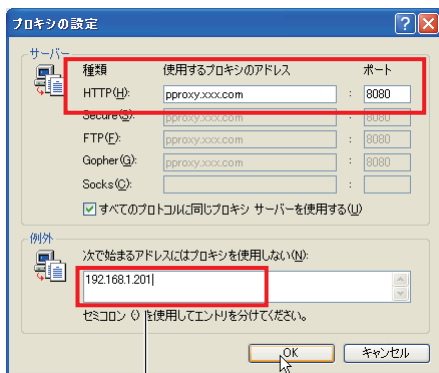 プロキシの設定
サーバー
種類 使用するプロキシのアドレス ポート
HTTP(H): pproxy.xxx.com : 8080
Secure(S): pproxy.xxx.com : 8080
FTP(F): pproxy.xxx.com : 8080
Gopher(G): pproxy.xxx.com : 8080
Socks(C): :
すべてのプロトコルに同じプロキシ サーバーを使用する(U)
例外
次で始まるアドレスにはプロキシを使用しない(N):
192.168.1.201
セミコロン (;) を使用してエントリを分けてください。
OK キャンセル